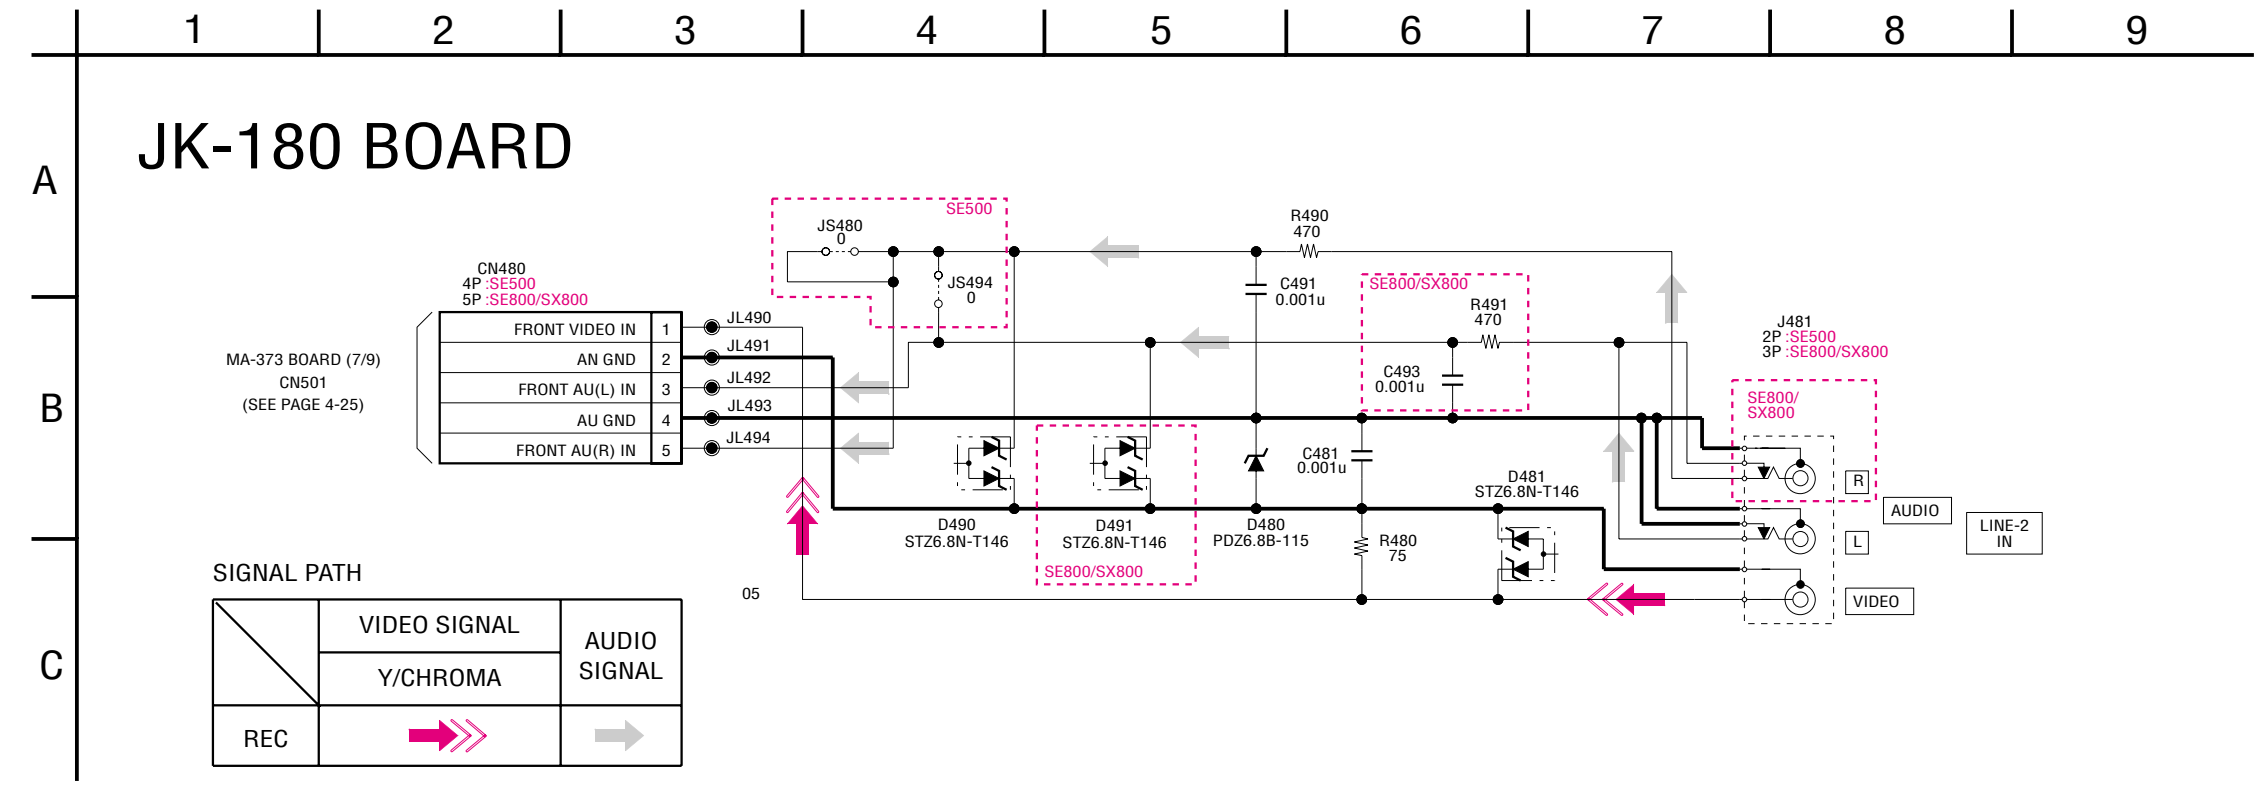 1 2 3 4 5 6 7 8 9
A
B
C
JK-180 BOARD
SE500
JS480
0
JS494
0
R490
470
C491
0.001u
SE800/SX800
R491
470
C493
0.001u
CN480
4P :SE500
5P :SE800/SX800
MA-373 BOARD (7/9)
CN501
(SEE PAGE 4-25)
FRONT VIDEO IN 1 JL490
AN GND 2 JL491
FRONT AU(L) IN 3 JL492
AU GND 4 JL493
FRONT AU(R) IN 5 JL494
J481
2P :SE500
3P :SE800/SX800
SE800/
SX800
C481
0.001u
D481
STZ6.8N-T146
D490
STZ6.8N-T146
D491
STZ6.8N-T146
SE800/SX800
D480
PDZ6.8B-115
R480
75
R
L
AUDIO
LINE-2
IN
VIDEO
05
SIGNAL PATH
VIDEO SIGNAL
Y/CHROMA
AUDIO
SIGNAL
REC